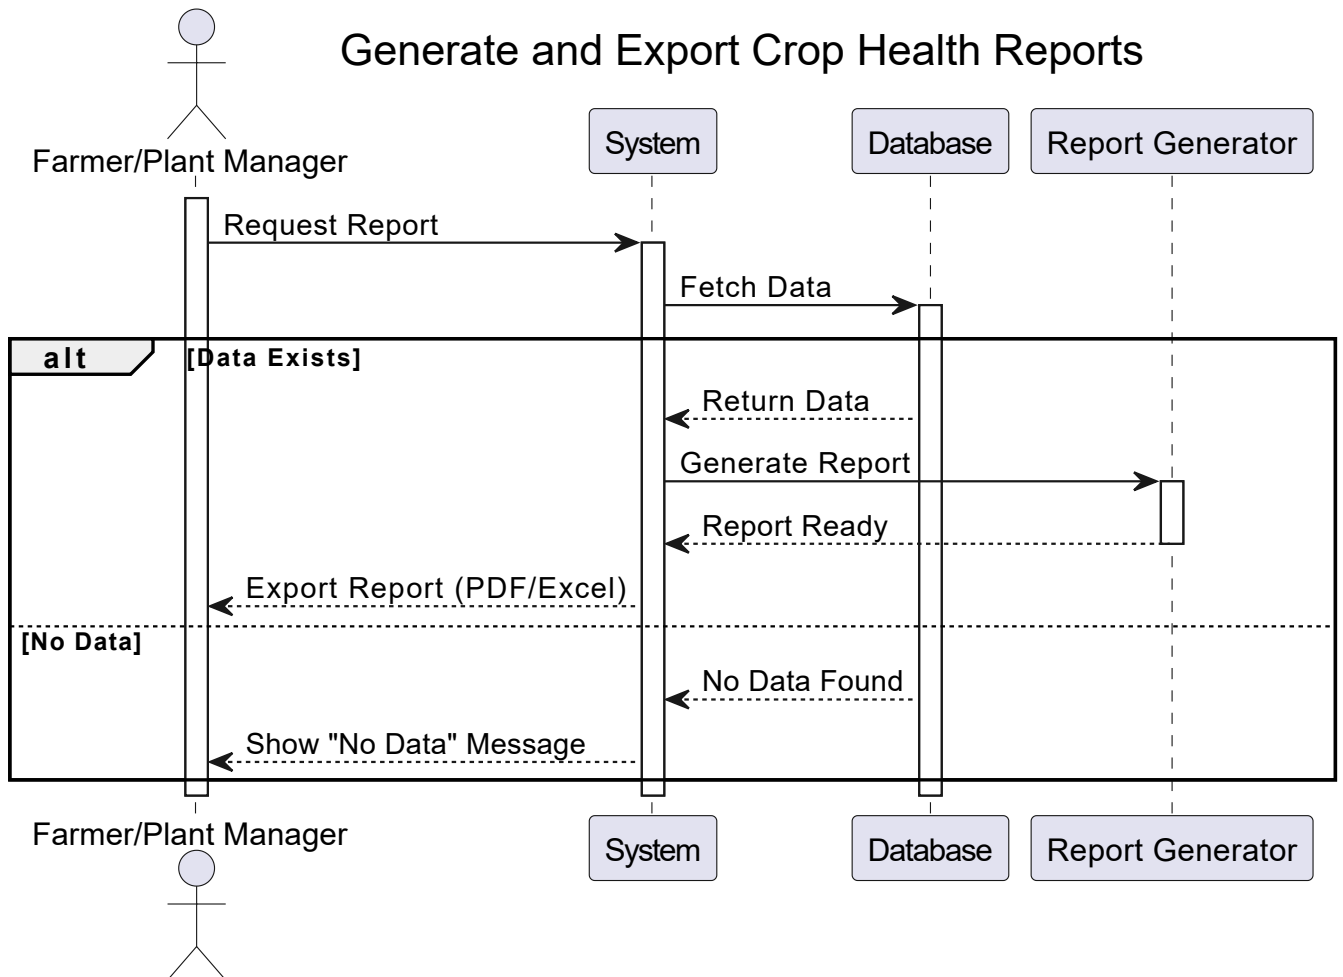 Generate and Export Crop Health Reports
Farmer/Plant Manager
System
Database
Report Generator
Request Report
Fetch Data
alt
[Data Exists]
Return Data
Generate Report
Report Ready
Export Report (PDF/Excel)
[No Data]
No Data Found
Show "No Data" Message
Farmer/Plant Manager
System
Database
Report Generator